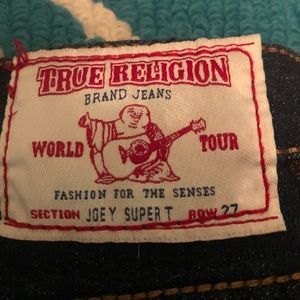 TRUE RELIGION
BRAND JEANS
WORLD TOUR
FASHION FOR THE SENSES
SECTION JOEY SUPER T ROW 27